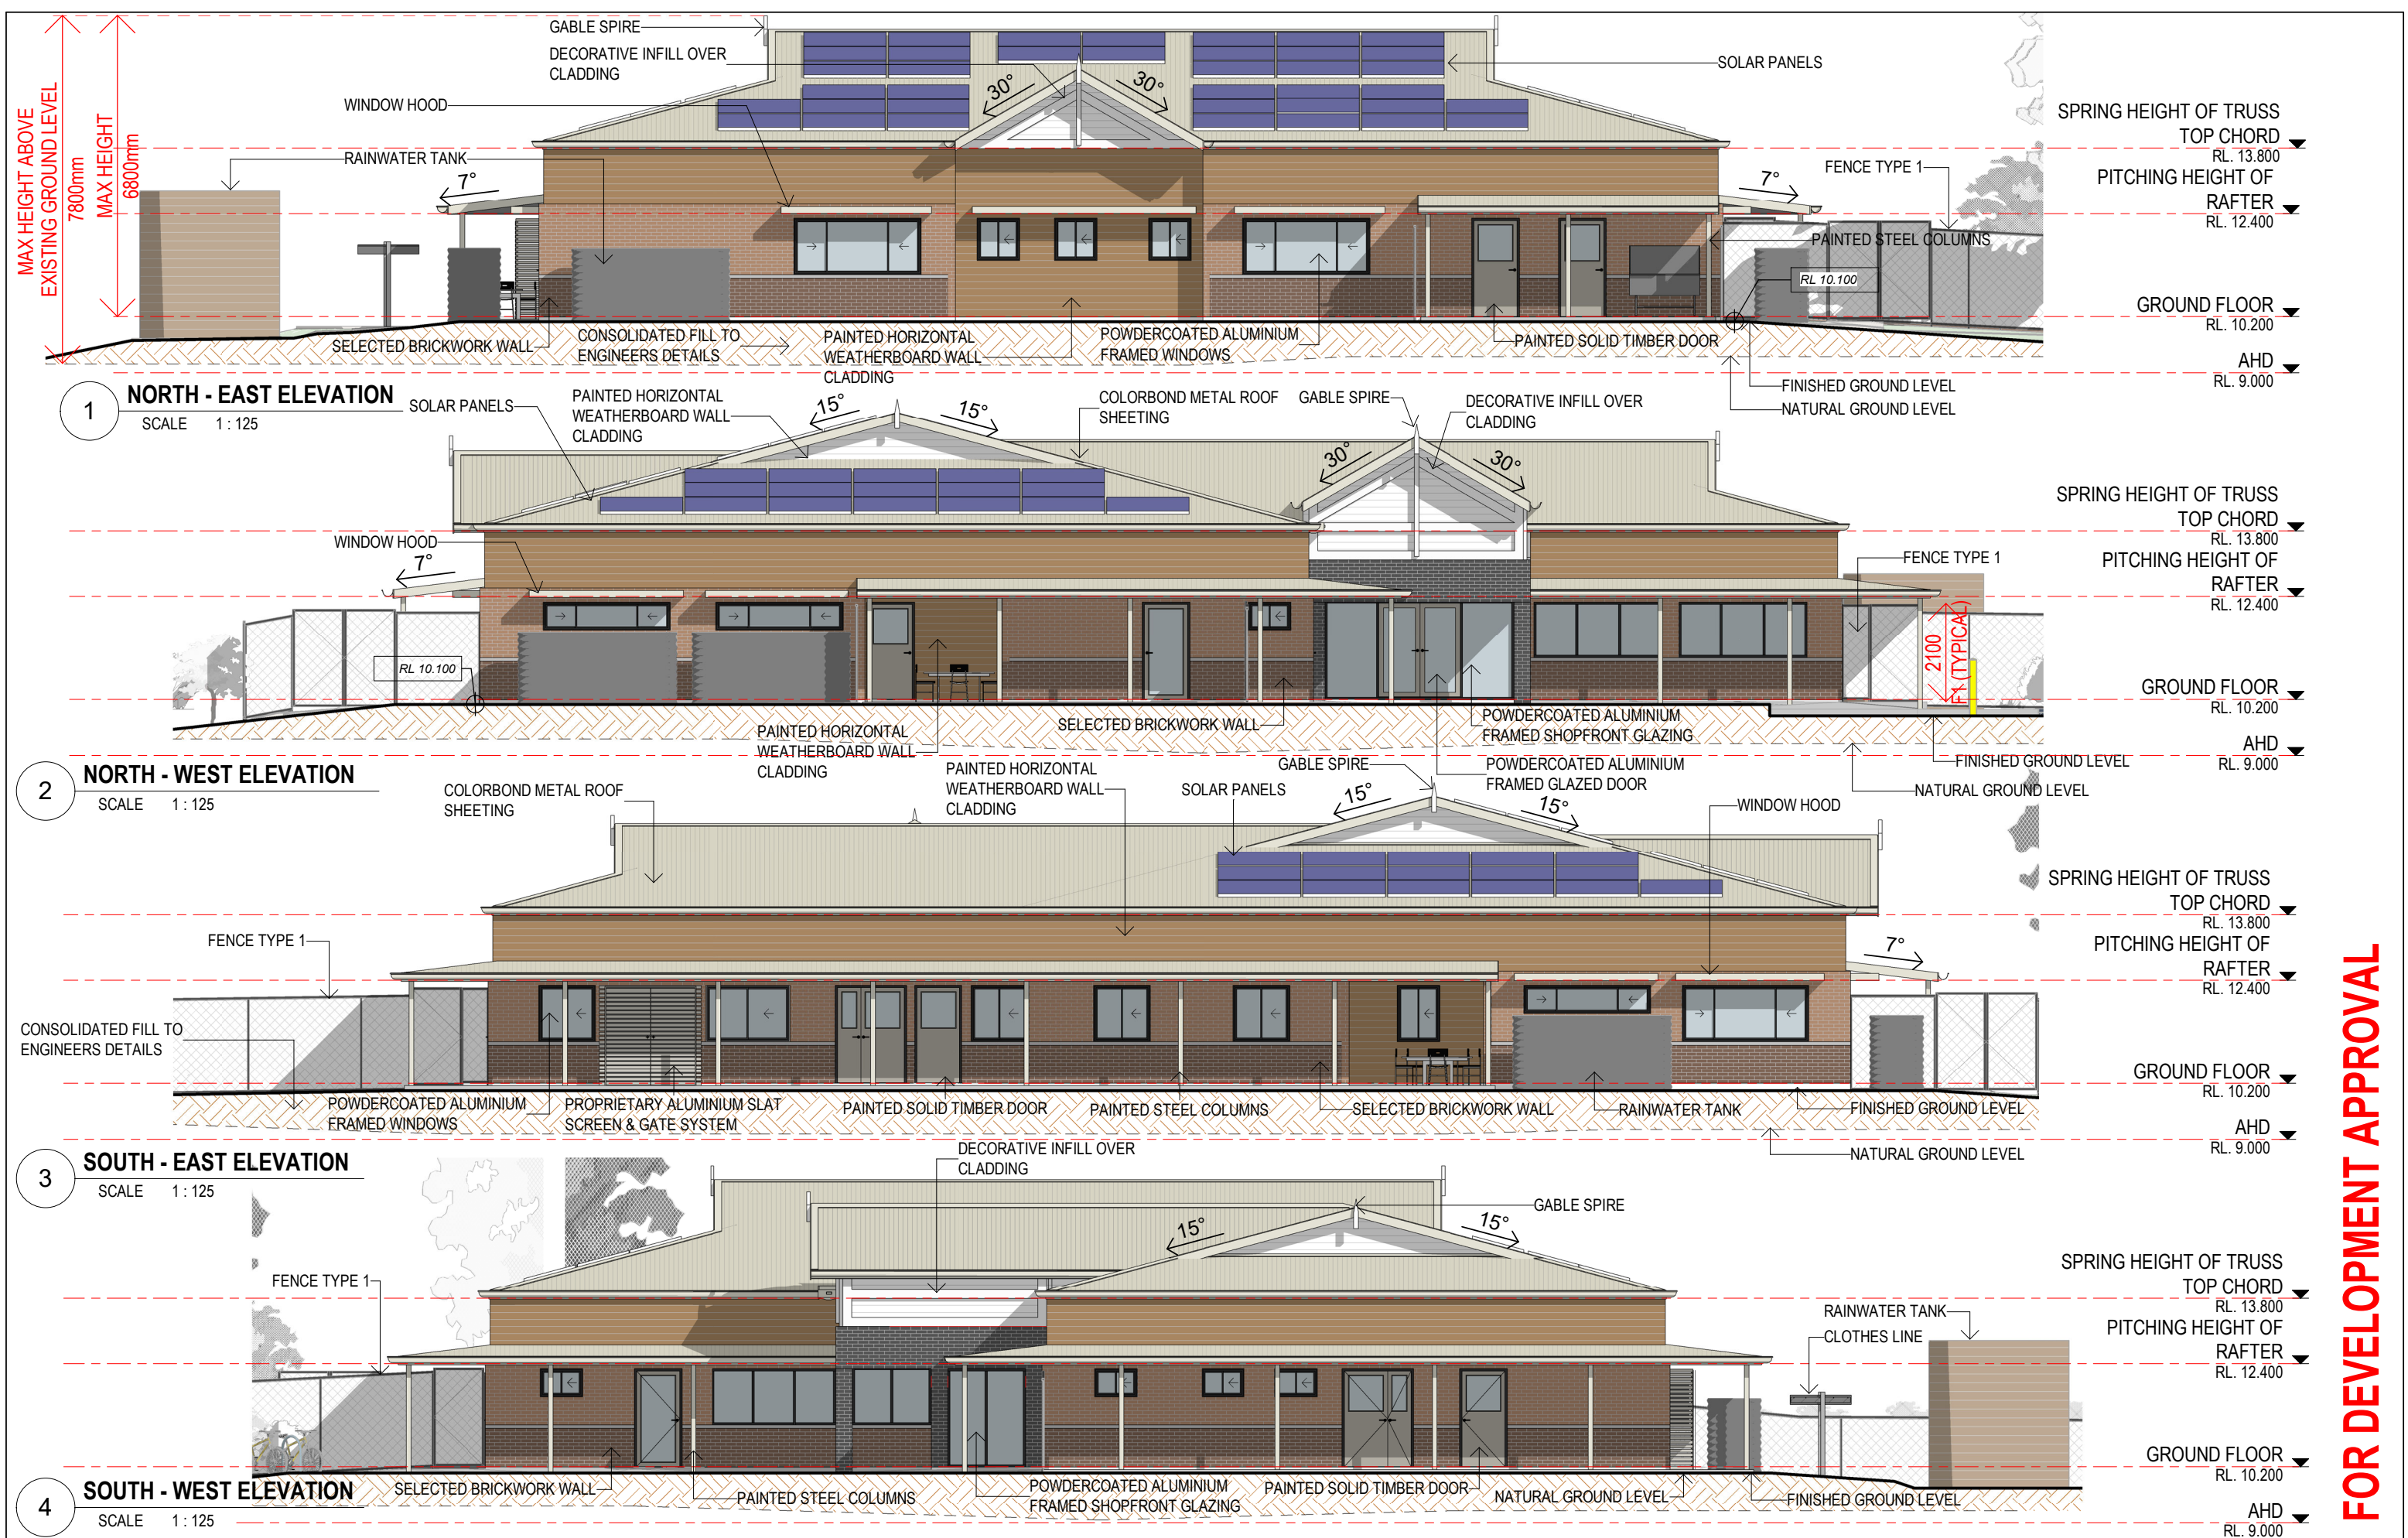 MAX HEIGHT ABOVE
EXISTING GROUND LEVEL
7800mm
MAX HEIGHT
6800mm
GABLE SPIRE
DECORATIVE INFILL OVER
CLADDING
WINDOW HOOD
RAINWATER TANK
7°
30°
30°
SOLAR PANELS
7°
FENCE TYPE 1
PAINTED STEEL COLUMNS
RL 10.100
SPRING HEIGHT OF TRUSS
TOP CHORD
RL. 13.800
PITCHING HEIGHT OF
RAFTER
RL. 12.400
GROUND FLOOR
RL. 10.200
AHD
RL. 9.000
SELECTED BRICKWORK WALL
CONSOLIDATED FILL TO
ENGINEERS DETAILS
PAINTED HORIZONTAL
WEATHERBOARD WALL
CLADDING
POWDERCOATED ALUMINIUM
FRAMED WINDOWS
PAINTED SOLID TIMBER DOOR
FINISHED GROUND LEVEL
NATURAL GROUND LEVEL
1
NORTH - EAST ELEVATION
SCALE 1 : 125
SOLAR PANELS
PAINTED HORIZONTAL
WEATHERBOARD WALL
CLADDING
15°
15°
COLORBOND METAL ROOF
SHEETING
GABLE SPIRE
DECORATIVE INFILL OVER
CLADDING
30°
30°
WINDOW HOOD
7°
RL 10.100
FENCE TYPE 1
2100
F1 (TYPICAL)
SPRING HEIGHT OF TRUSS
TOP CHORD
RL. 13.800
PITCHING HEIGHT OF
RAFTER
RL. 12.400
GROUND FLOOR
RL. 10.200
AHD
RL. 9.000
PAINTED HORIZONTAL
WEATHERBOARD WALL
CLADDING
SELECTED BRICKWORK WALL
POWDERCOATED ALUMINIUM
FRAMED SHOPFRONT GLAZING
POWDERCOATED ALUMINIUM
FRAMED GLAZED DOOR
FINISHED GROUND LEVEL
NATURAL GROUND LEVEL
2
NORTH - WEST ELEVATION
SCALE 1 : 125
COLORBOND METAL ROOF
SHEETING
PAINTED HORIZONTAL
WEATHERBOARD WALL
CLADDING
SOLAR PANELS
GABLE SPIRE
15°
15°
WINDOW HOOD
7°
FENCE TYPE 1
CONSOLIDATED FILL TO
ENGINEERS DETAILS
SPRING HEIGHT OF TRUSS
TOP CHORD
RL. 13.800
PITCHING HEIGHT OF
RAFTER
RL. 12.400
GROUND FLOOR
RL. 10.200
AHD
RL. 9.000
POWDERCOATED ALUMINIUM
FRAMED WINDOWS
PROPRIETARY ALUMINIUM SLAT
SCREEN & GATE SYSTEM
PAINTED SOLID TIMBER DOOR
PAINTED STEEL COLUMNS
SELECTED BRICKWORK WALL
RAINWATER TANK
FINISHED GROUND LEVEL
NATURAL GROUND LEVEL
3
SOUTH - EAST ELEVATION
SCALE 1 : 125
DECORATIVE INFILL OVER
CLADDING
GABLE SPIRE
15°
15°
FENCE TYPE 1
RAINWATER TANK
CLOTHES LINE
SPRING HEIGHT OF TRUSS
TOP CHORD
RL. 13.800
PITCHING HEIGHT OF
RAFTER
RL. 12.400
GROUND FLOOR
RL. 10.200
AHD
RL. 9.000
SELECTED BRICKWORK WALL
PAINTED STEEL COLUMNS
POWDERCOATED ALUMINIUM
FRAMED SHOPFRONT GLAZING
PAINTED SOLID TIMBER DOOR
NATURAL GROUND LEVEL
FINISHED GROUND LEVEL
4
SOUTH - WEST ELEVATION
SCALE 1 : 125
FOR DEVELOPMENT APPROVAL